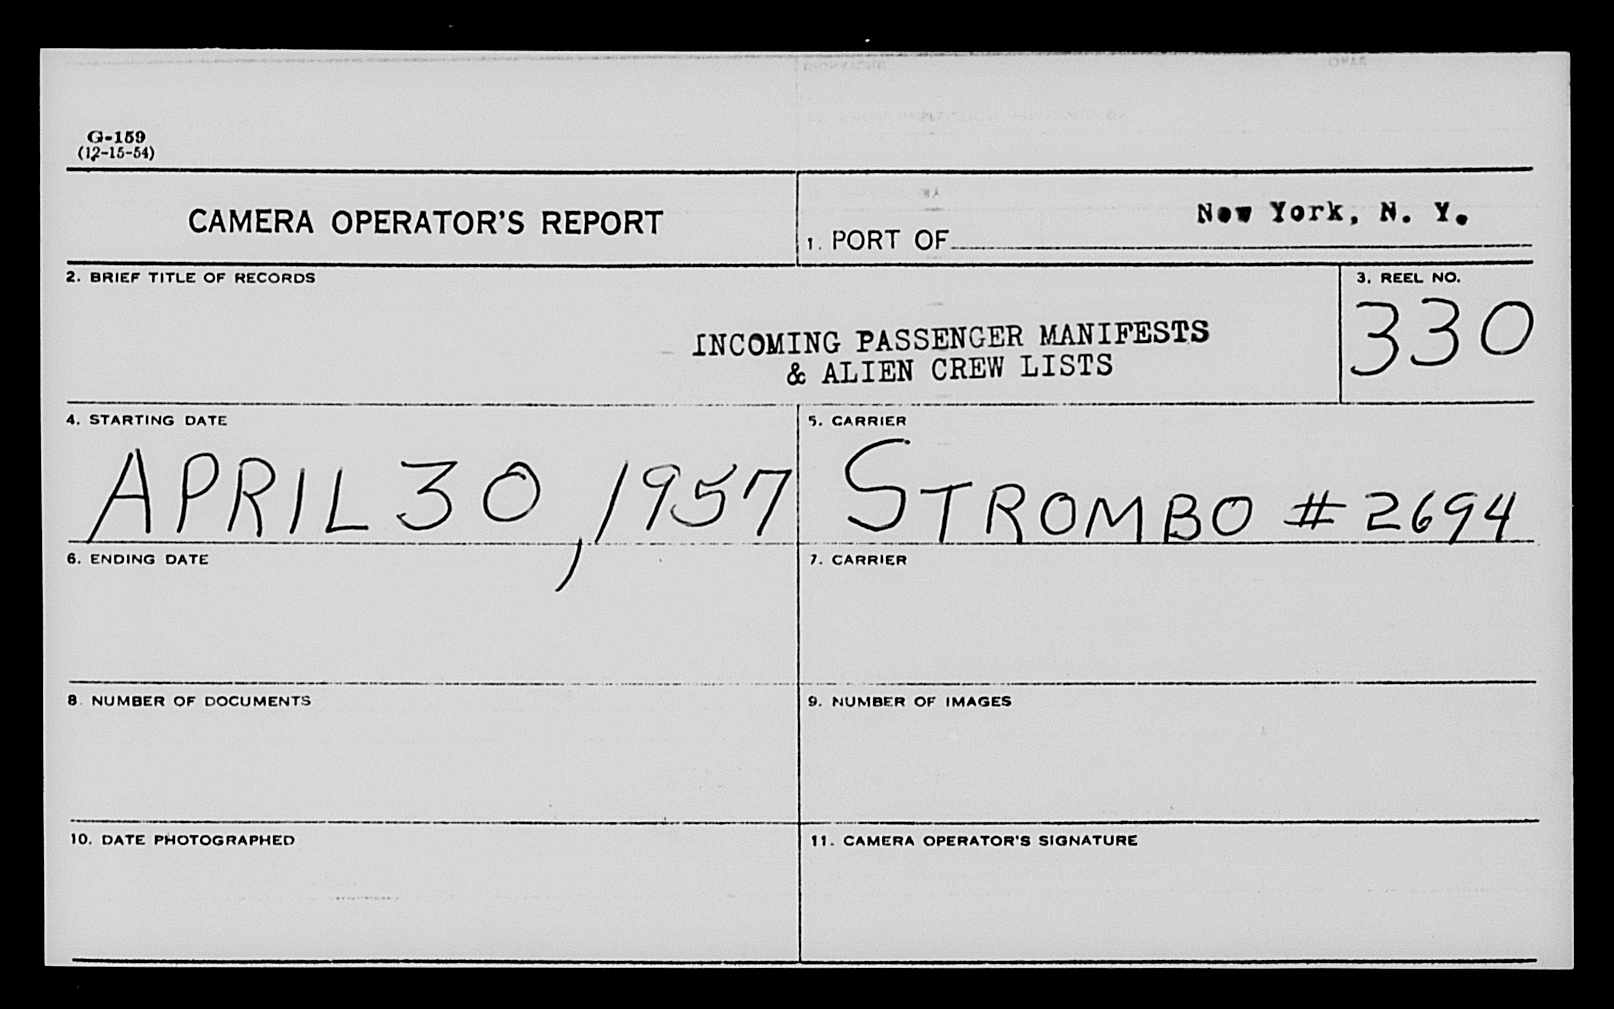 G-159
(12-15-54)
CAMERA OPERATOR'S REPORT
1. PORT OF New York, N. Y.
2. BRIEF TITLE OF RECORDS
INCOMING PASSENGER MANIFESTS
& ALIEN CREW LISTS
3. REEL NO.
330
4. STARTING DATE
APRIL 30, 1957
5. CARRIER
STROMBO # 2694
6. ENDING DATE
7. CARRIER
8. NUMBER OF DOCUMENTS
9. NUMBER OF IMAGES
10. DATE PHOTOGRAPHED
11. CAMERA OPERATOR'S SIGNATURE